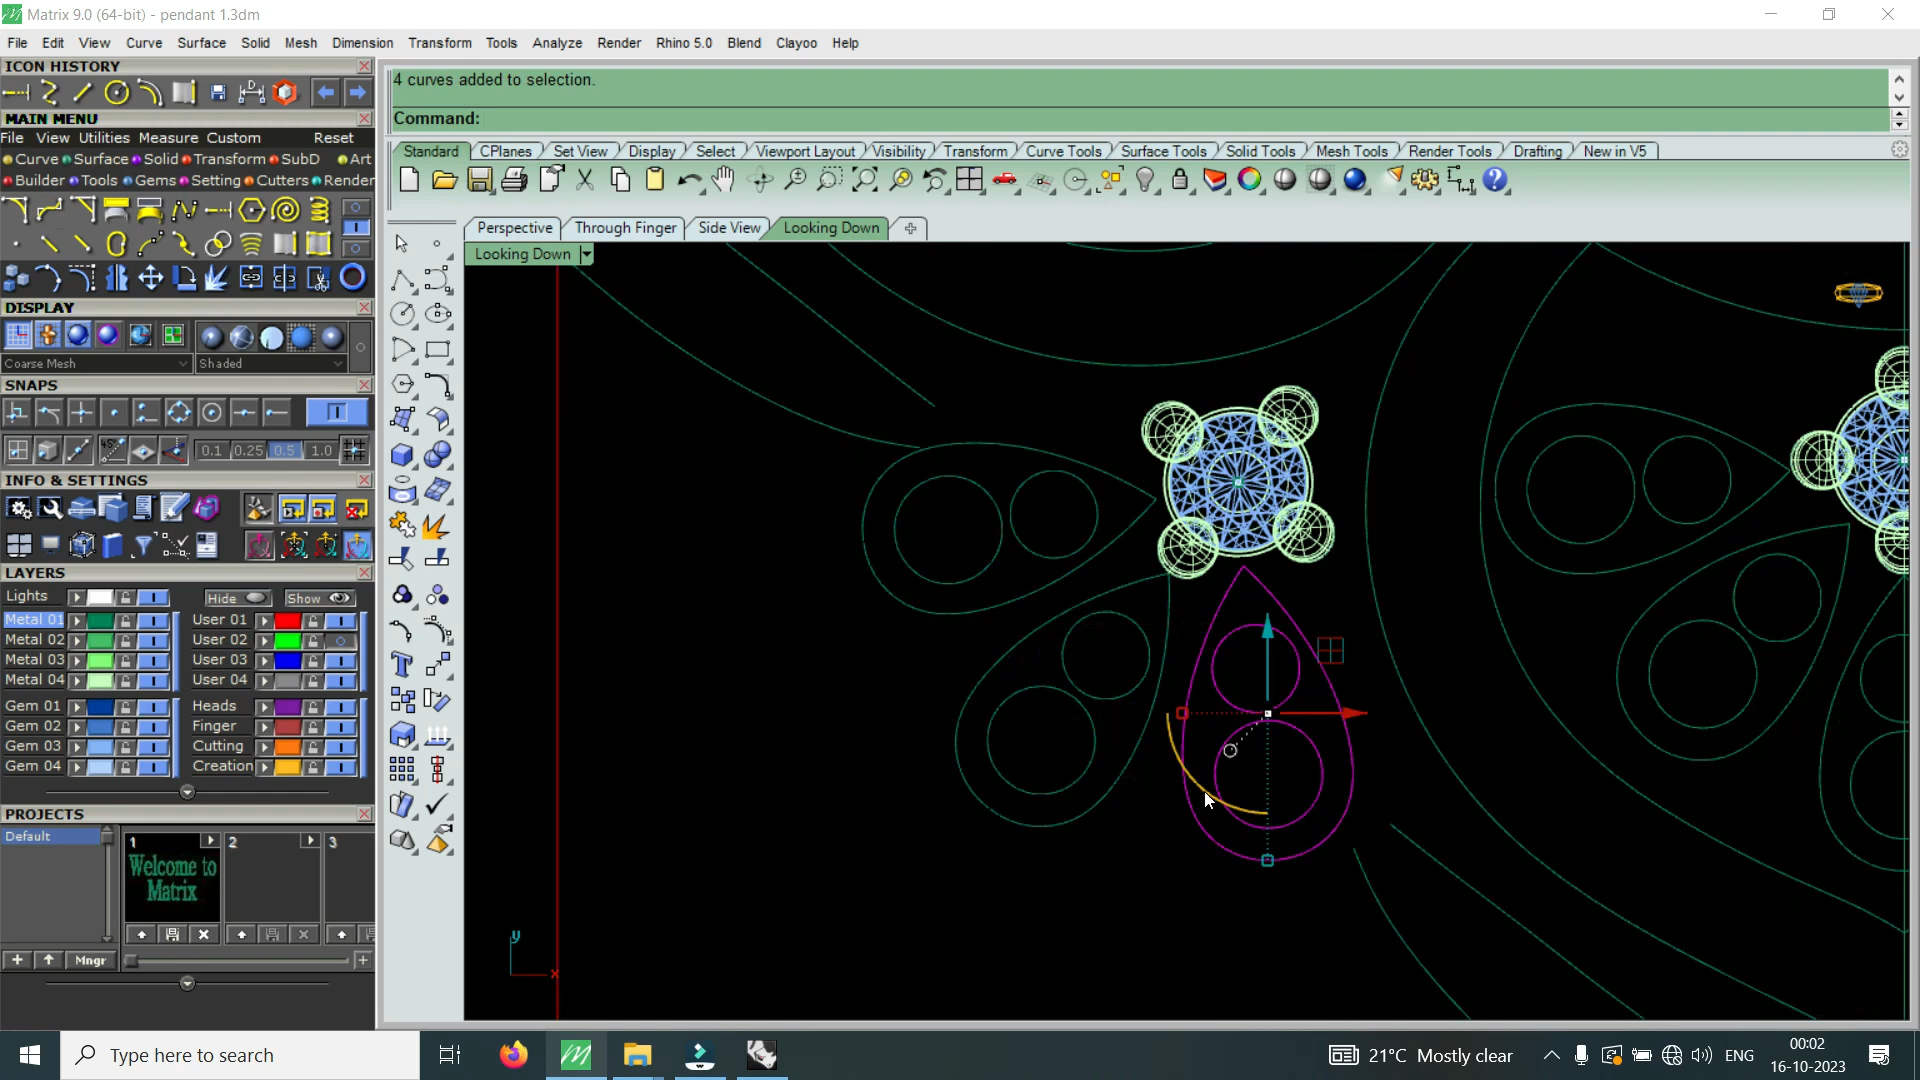 Matrix 9.0 (64-bit) - pendant 1.3dm
File Edit View Curve Surface Solid Mesh Dimension Transform Tools Analyze Render Rhino 5.0 Blend Clayoo Help
ICON HISTORY
MAIN MENU
File View Utilities Measure Custom Reset
Curve Surface Solid Transform SubD Art
Builder Tools Gems Setting Cutters Render
DISPLAY
Coarse Mesh Shaded
SNAPS
0.1 0.25 0.5 1.0
INFO & SETTINGS
LAYERS
Lights Hide Show
Metal 01 User 01
Metal 02 User 02
Metal 03 User 03
Metal 04 User 04
Gem 01 Heads
Gem 02 Finger
Gem 03 Cutting
Gem 04 Creation
PROJECTS
Default 1 2 3
Welcome to
Matrix
Mngr
4 curves added to selection.
Command:
Standard CPlanes Set View Display Select Viewport Layout Visibility Transform Curve Tools Surface Tools Solid Tools Mesh Tools Render Tools Drafting New in V5
Perspective Through Finger Side View Looking Down
Looking Down
y
x
Type here to search
21°C Mostly clear
ENG
00:02
16-10-2023